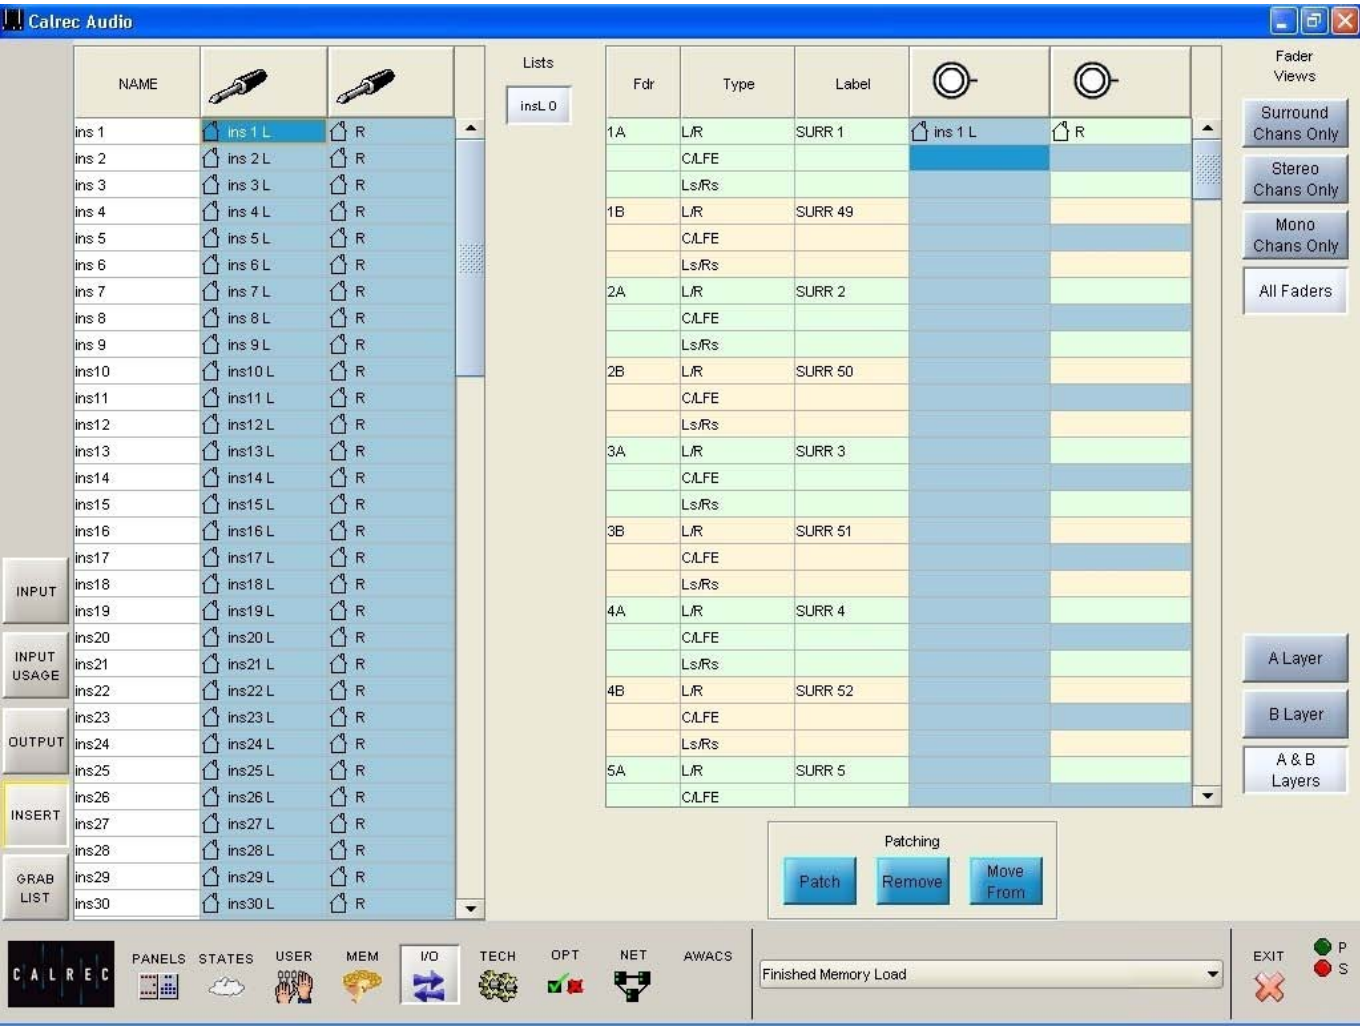 Calrec Audio
NAME
Lists
insL 0
Fdr Type Label
Fader
Views
Surround
Chans Only
Stereo
Chans Only
Mono
Chans Only
All Faders
ins 1 ins 1 L R
ins 2 ins 2 L R
ins 3 ins 3 L R
ins 4 ins 4 L R
ins 5 ins 5 L R
ins 6 ins 6 L R
ins 7 ins 7 L R
ins 8 ins 8 L R
ins 9 ins 9 L R
ins10 ins10 L R
ins11 ins11 L R
ins12 ins12 L R
ins13 ins13 L R
ins14 ins14 L R
ins15 ins15 L R
ins16 ins16 L R
ins17 ins17 L R
ins18 ins18 L R
ins19 ins19 L R
ins20 ins20 L R
ins21 ins21 L R
ins22 ins22 L R
ins23 ins23 L R
ins24 ins24 L R
ins25 ins25 L R
ins26 ins26 L R
ins27 ins27 L R
ins28 ins28 L R
ins29 ins29 L R
ins30 ins30 L R
1A L/R SURR 1 ins 1 L R
C/LFE
Ls/Rs
1B L/R SURR 49
C/LFE
Ls/Rs
2A L/R SURR 2
C/LFE
Ls/Rs
2B L/R SURR 50
C/LFE
Ls/Rs
3A L/R SURR 3
C/LFE
Ls/Rs
3B L/R SURR 51
C/LFE
Ls/Rs
4A L/R SURR 4
C/LFE
Ls/Rs
4B L/R SURR 52
C/LFE
Ls/Rs
5A L/R SURR 5
C/LFE
INPUT
INPUT
USAGE
OUTPUT
INSERT
GRAB
LIST
A Layer
B Layer
A & B
Layers
Patching
Patch Remove Move
From
CALREC
PANELS STATES USER MEM I/O TECH OPT NET AWACS
Finished Memory Load
EXIT
P
S